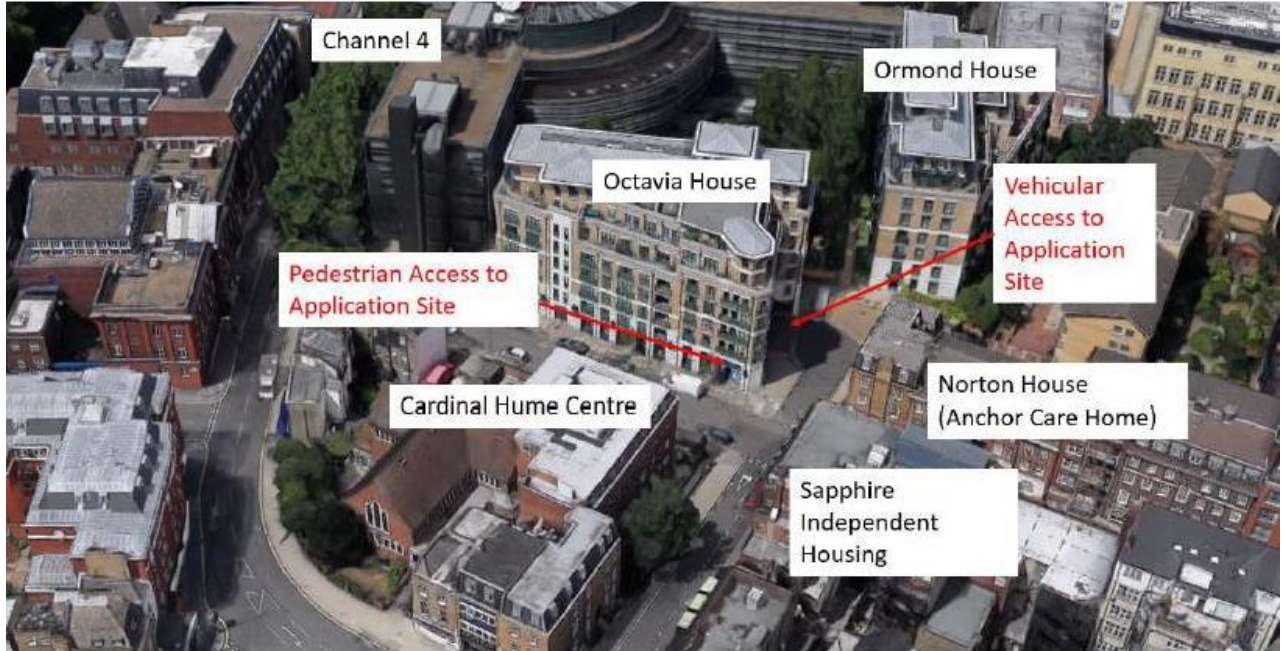 Channel 4
Ormond House
Octavia House
Vehicular
Access to
Application
Site
Pedestrian Access to
Application Site
Norton House
(Anchor Care Home)
Cardinal Hume Centre
Sapphire
Independent
Housing